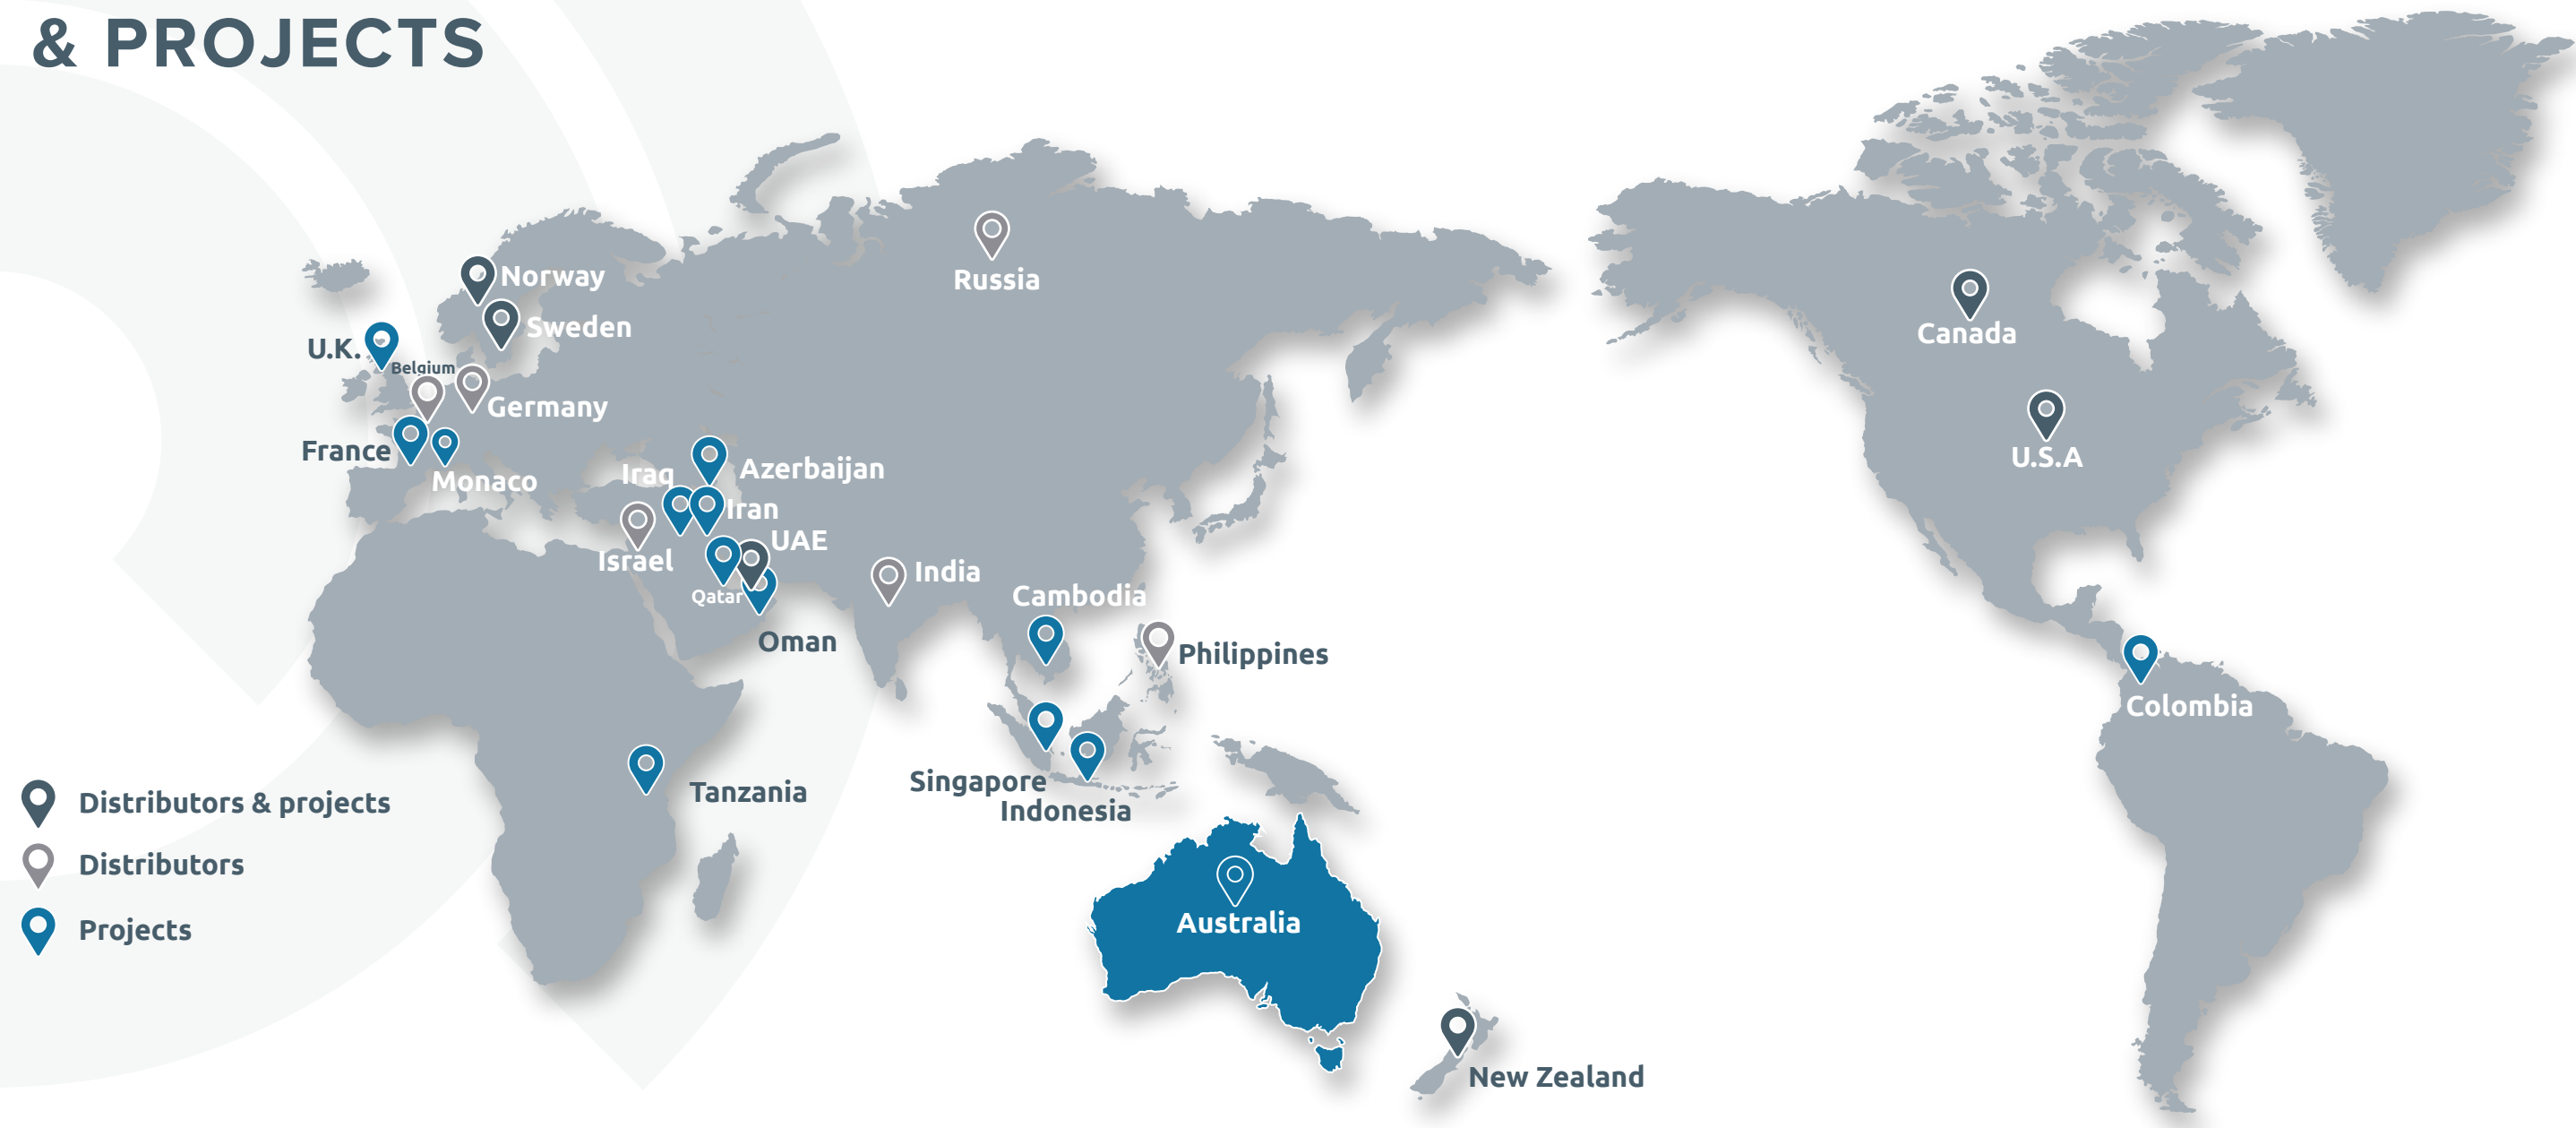 & PROJECTS
Norway
Russia
Sweden
Canada
U.K.
Belgium
Germany
France
Monaco
U.S.A
Iraq
Azerbaijan
Iran
UAE
Israel
India
Qatar
Cambodia
Oman
Philippines
Colombia
Singapore
Tanzania
Indonesia
Australia
New Zealand
Distributors & projects
Distributors
Projects